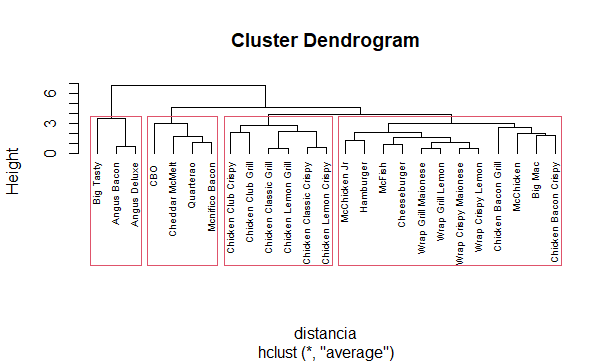 Cluster Dendrogram
Height
6
3
0
Big Tasty
Angus Bacon
Angus Deluxe
CBO
Cheddar McMelt
Quarterao
Mcnifico Bacon
Chicken Club Crispy
Chicken Club Grill
Chicken Classic Grill
Chicken Lemon Grill
Chicken Classic Crispy
Chicken Lemon Crispy
McChicken Jr
Hamburger
McFish
Cheeseburger
Wrap Grill Maionese
Wrap Grill Lemon
Wrap Crispy Maionese
Wrap Crispy Lemon
Chicken Bacon Grill
McChicken
Big Mac
Chicken Bacon Crispy
distancia
hclust (*, "average")